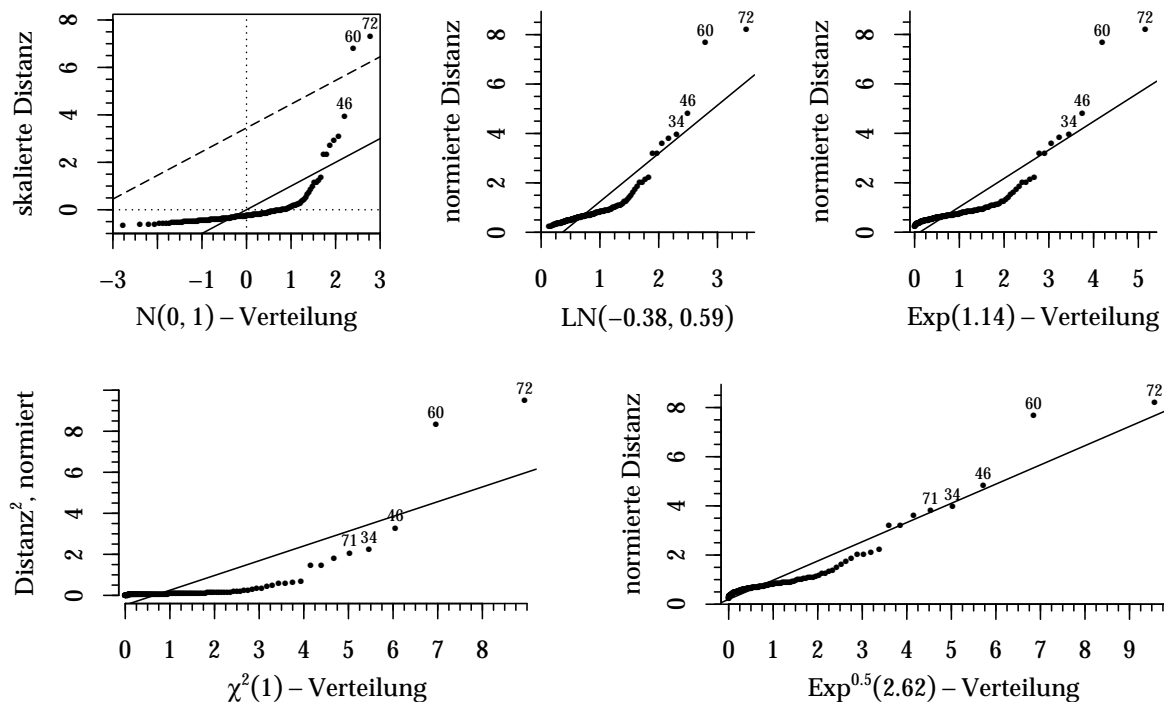 skalierte Distanz
0 2 4 6 8
60
72
46
−3 −1 0 1 2 3
N(0, 1) – Verteilung
normierte Distanz
0 2 4 6 8
60
72
46
34
0 1 2 3
LN(−0.38, 0.59)
normierte Distanz
0 2 4 6 8
60
72
46
34
0 1 2 3 4 5
Exp(1.14) – Verteilung
Distanz², normiert
0 2 4 6 8
60
72
46
71 34
0 1 2 3 4 5 6 7 8
χ²(1) – Verteilung
normierte Distanz
0 2 4 6 8
60
72
46
71 34
0 1 2 3 4 5 6 7 8 9
Exp⁰·⁵(2.62) – Verteilung